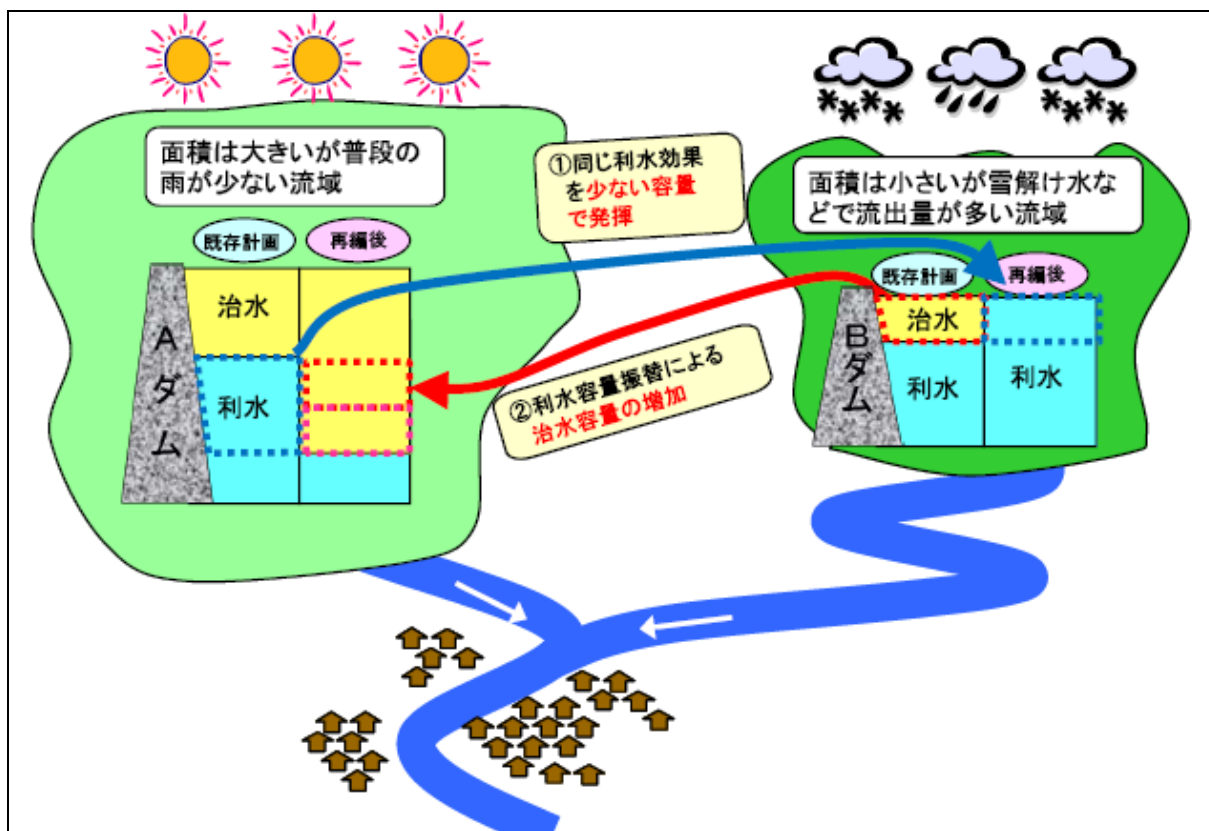 面積は大きいが普段の
雨が少ない流域
既存計画
再編後
Aダム
治水
利水
①同じ利水効果
を少ない容量
で発揮
②利水容量振替による
治水容量の増加
面積は小さいが雪解け水な
どで流出量が多い流域
既存計画
再編後
Bダム
治水
利水
利水